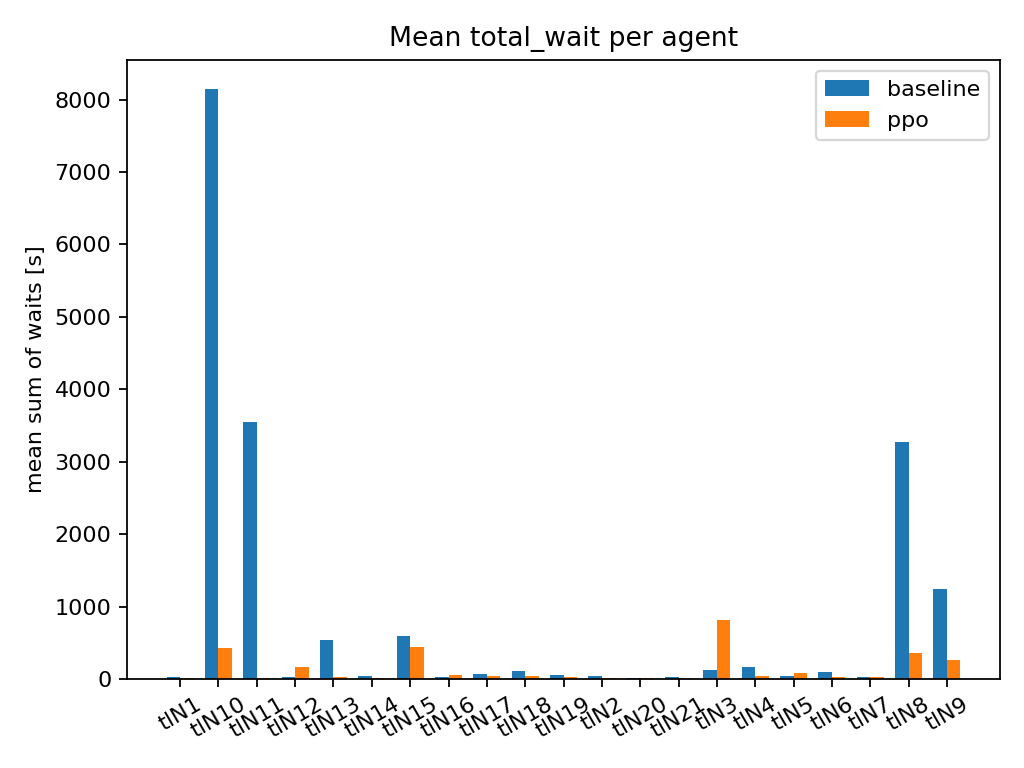 Mean total_wait per agent
baseline
ppo
mean sum of waits [s]
8000
7000
6000
5000
4000
3000
2000
1000
0
tlN1
tlN10
tlN11
tlN12
tlN13
tlN14
tlN15
tlN16
tlN17
tlN18
tlN19
tlN2
tlN20
tlN21
tlN3
tlN4
tlN5
tlN6
tlN7
tlN8
tlN9